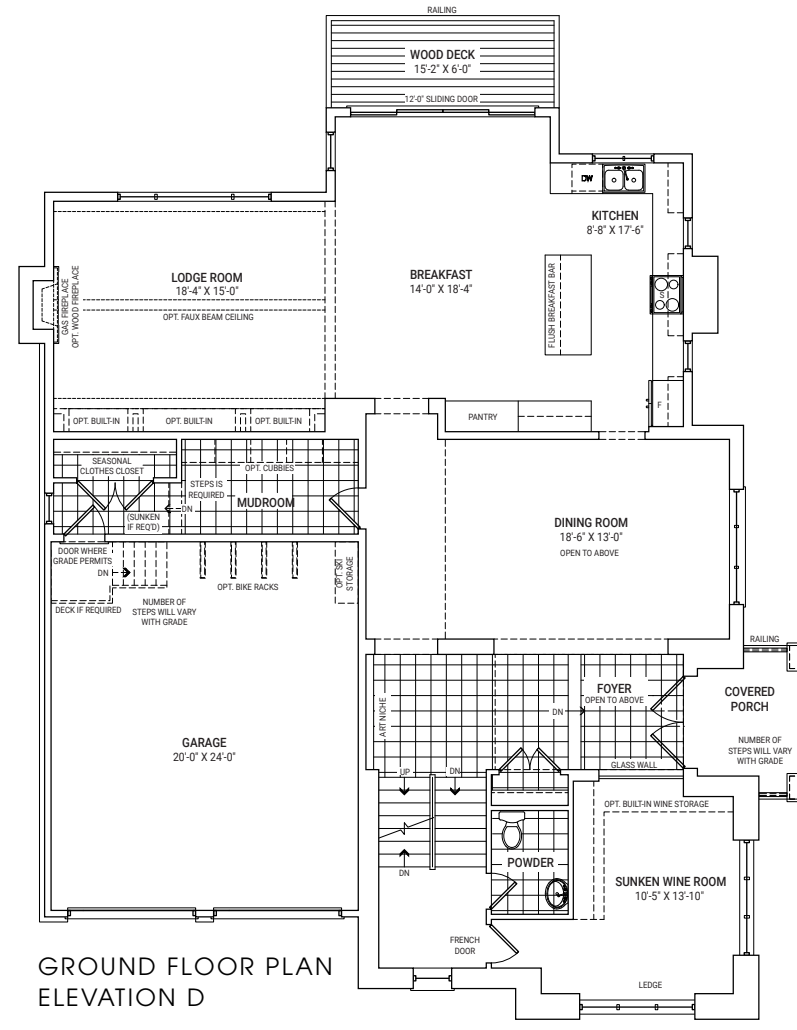 RAILING
WOOD DECK
15'-2" X 6'-0"
12'-0" SLIDING DOOR
DW
KITCHEN
8'-8" X 17'-6"
LODGE ROOM
18'-4" X 15'-0"
OPT. FAUX BEAM CEILING
GAS FIREPLACE
OPT. WOOD FIREPLACE
BREAKFAST
14'-0" X 18'-4"
FLUSH BREAKFAST BAR
S
F
PANTRY
OPT. BUILT-IN
OPT. BUILT-IN
OPT. BUILT-IN
SEASONAL
CLOTHES CLOSET
OPT. CUBBIES
STEPS IS
REQUIRED
MUDROOM
DN
(SUNKEN
IF REQ'D)
DINING ROOM
18'-6" X 13'-0"
OPEN TO ABOVE
DOOR WHERE
GRADE PERMITS
DN
DECK IF REQUIRED
NUMBER OF
STEPS WILL VARY
WITH GRADE
OPT. BIKE RACKS
OPT. SKI
STORAGE
RAILING
FOYER
OPEN TO ABOVE
DN
ART NICHE
COVERED
PORCH
NUMBER OF
STEPS WILL VARY
WITH GRADE
GARAGE
20'-0" X 24'-0"
GLASS WALL
UP
DN
OPT. BUILT-IN WINE STORAGE
POWDER
DN
SUNKEN WINE ROOM
10'-5" X 13'-10"
FRENCH
DOOR
LEDGE
GROUND FLOOR PLAN
ELEVATION D